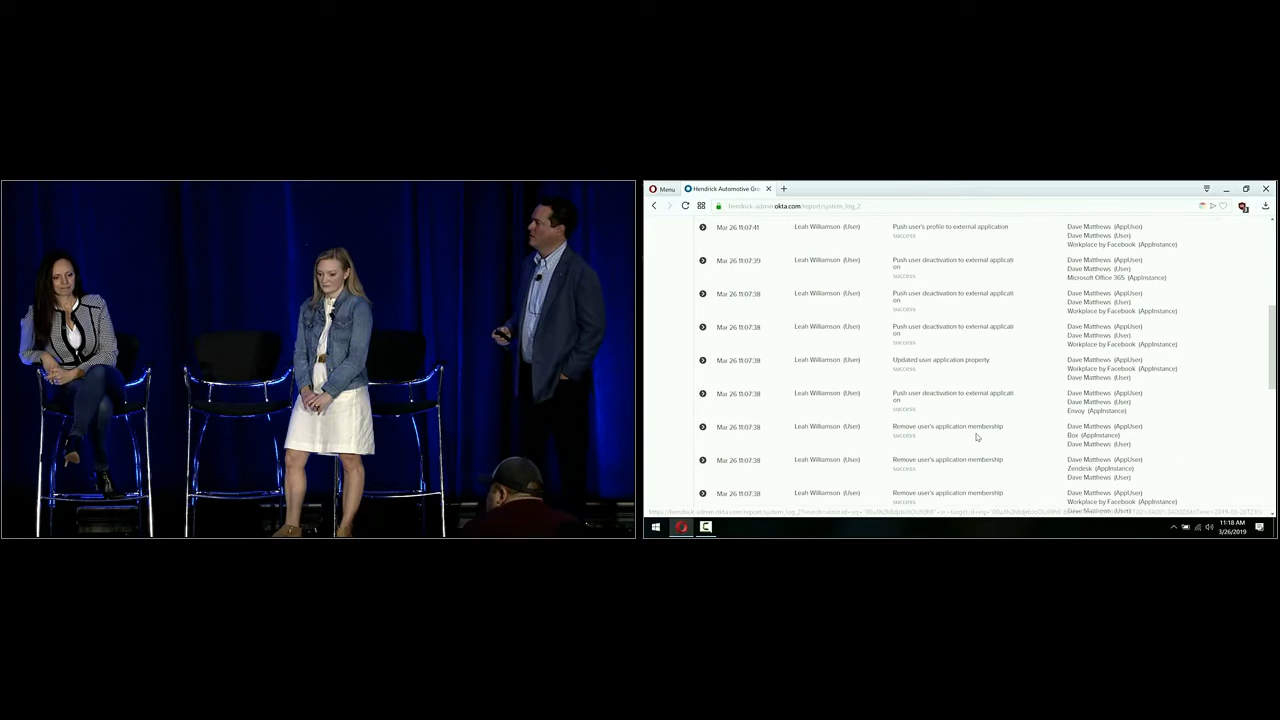 Menu
Hendrick Automotive Gro
hendrick-admin.okta.com/report/system_log_2
Mar 26 11:07:41 Leah Williamson (User) Push user's profile to external application Dave Matthews (AppUser)
success Dave Matthews (User)
Workplace by Facebook (AppInstance)
Mar 26 11:07:39 Leah Williamson (User) Push user deactivation to external applicati Dave Matthews (AppUser)
on Dave Matthews (User)
success Microsoft Office 365 (AppInstance)
Mar 26 11:07:38 Leah Williamson (User) Push user deactivation to external applicati Dave Matthews (AppUser)
on Dave Matthews (User)
success Workplace by Facebook (AppInstance)
Mar 26 11:07:38 Leah Williamson (User) Push user deactivation to external applicati Dave Matthews (AppUser)
on Dave Matthews (User)
success Workplace by Facebook (AppInstance)
Mar 26 11:07:38 Leah Williamson (User) Updated user application property Dave Matthews (AppUser)
success Workplace by Facebook (AppInstance)
Dave Matthews (User)
Mar 26 11:07:38 Leah Williamson (User) Push user deactivation to external applicati Dave Matthews (AppUser)
on Dave Matthews (User)
success Envoy (AppInstance)
Mar 26 11:07:38 Leah Williamson (User) Remove user's application membership Dave Matthews (AppUser)
success Box (AppInstance)
Dave Matthews (User)
Mar 26 11:07:38 Leah Williamson (User) Remove user's application membership Dave Matthews (AppUser)
success Zendesk (AppInstance)
Dave Matthews (User)
Mar 26 11:07:38 Leah Williamson (User) Remove user's application membership Dave Matthews (AppUser)
success Workplace by Facebook (AppInstance)
11:18 AM
3/26/2019